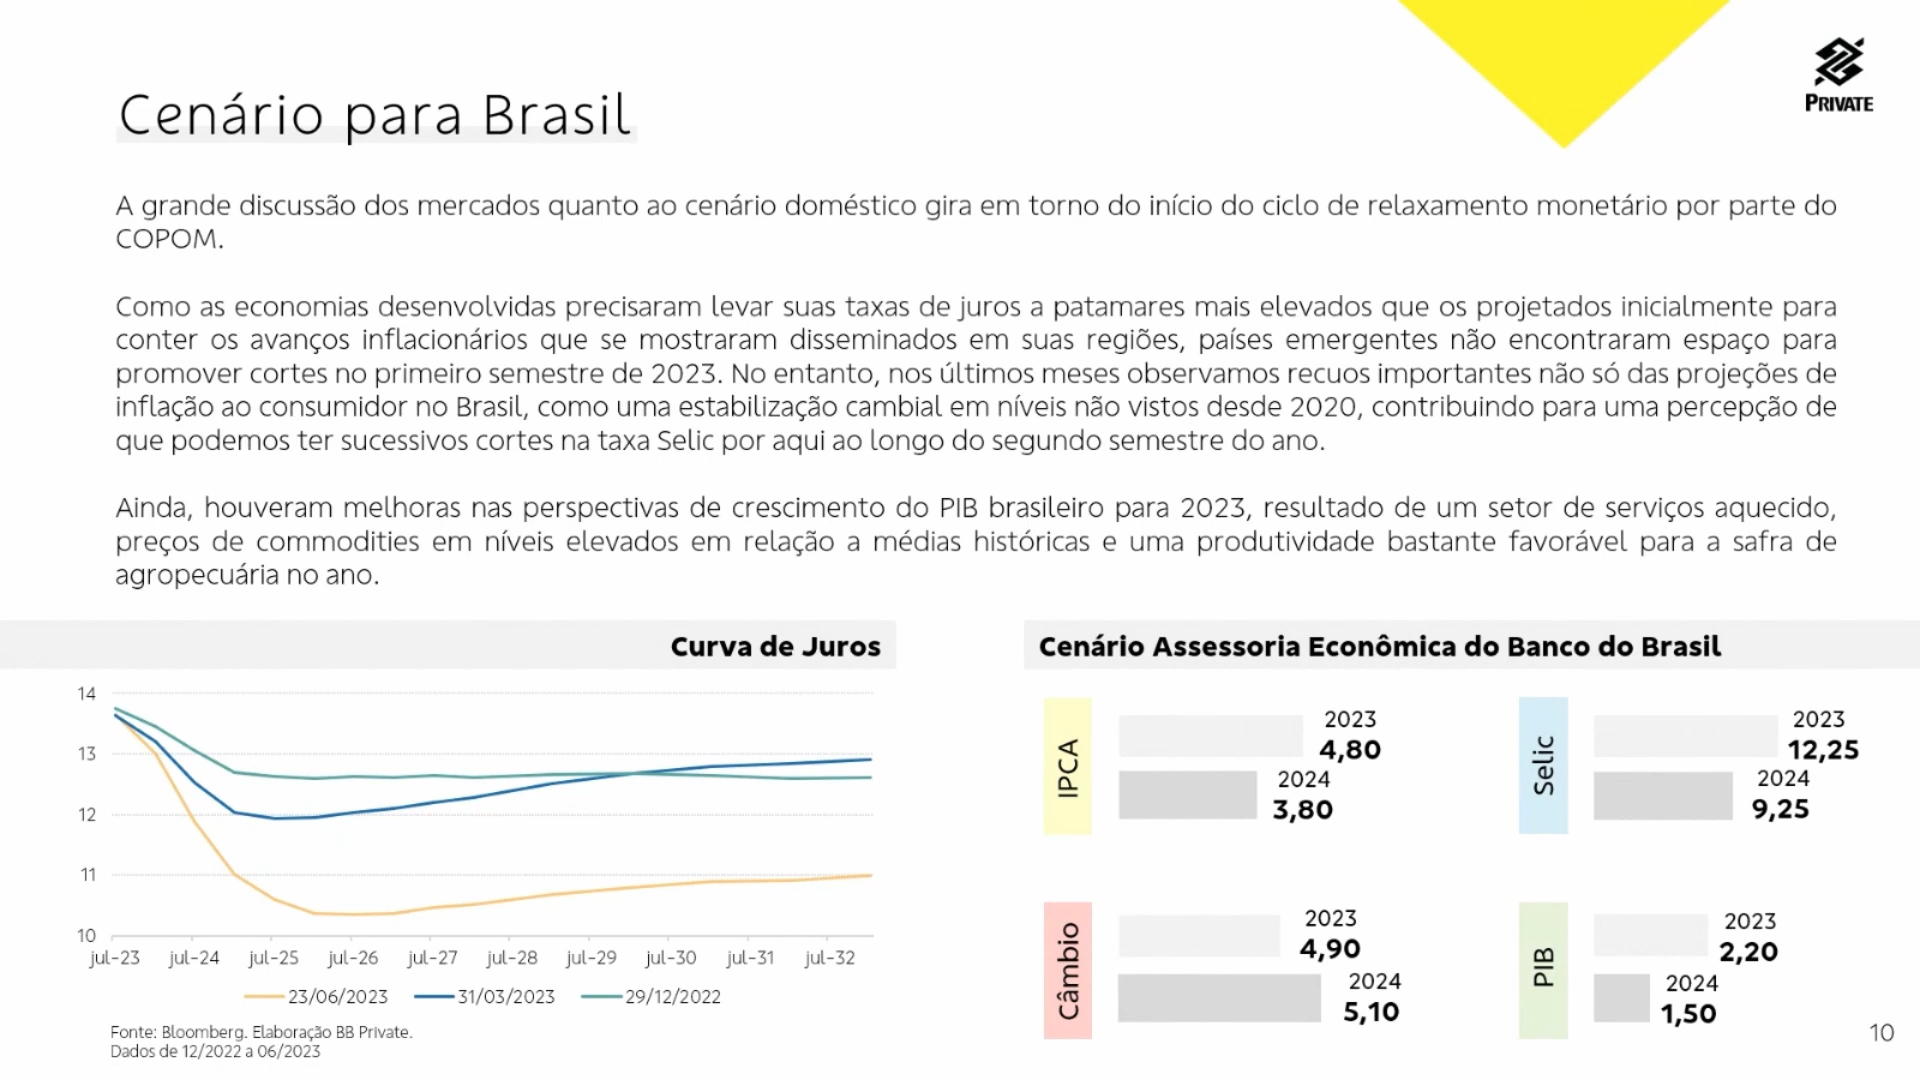 PRIVATE
Cenário para Brasil
A grande discussão dos mercados quanto ao cenário doméstico gira em torno do início do ciclo de relaxamento monetário por parte do
COPOM.
Como as economias desenvolvidas precisaram levar suas taxas de juros a patamares mais elevados que os projetados inicialmente para
conter os avanços inflacionários que se mostraram disseminados em suas regiões, países emergentes não encontraram espaço para
promover cortes no primeiro semestre de 2023. No entanto, nos últimos meses observamos recuos importantes não só das projeções de
inflação ao consumidor no Brasil, como uma estabilização cambial em níveis não vistos desde 2020, contribuindo para uma percepção de
que podemos ter sucessivos cortes na taxa Selic por aqui ao longo do segundo semestre do ano.
Ainda, houveram melhoras nas perspectivas de crescimento do PIB brasileiro para 2023, resultado de um setor de serviços aquecido,
preços de commodities em níveis elevados em relação a médias históricas e uma produtividade bastante favorável para a safra de
agropecuária no ano.
Curva de Juros
14
13
12
11
10
jul-23 jul-24 jul-25 jul-26 jul-27 jul-28 jul-29 jul-30 jul-31 jul-32
23/06/2023 31/03/2023 29/12/2022
Fonte: Bloomberg. Elaboração BB Private.
Dados de 12/2022 a 06/2023
Cenário Assessoria Econômica do Banco do Brasil
IPCA
2023
4,80
2024
3,80
Selic
2023
12,25
2024
9,25
Câmbio
2023
4,90
2024
5,10
PIB
2023
2,20
2024
1,50
10